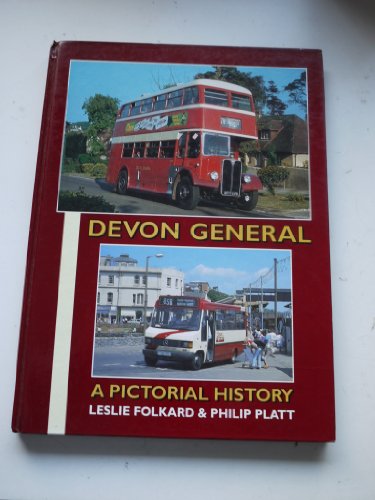 DEVON GENERAL
A PICTORIAL HISTORY
LESLIE FOLKARD & PHILIP PLATT